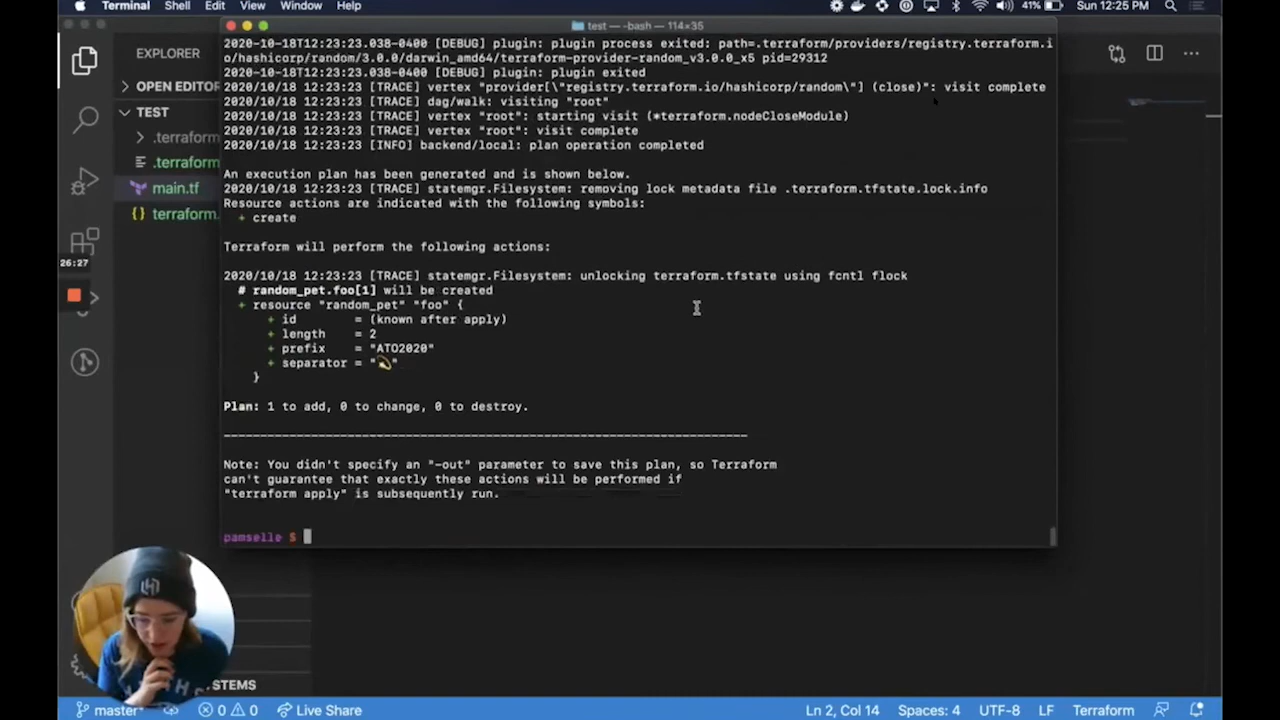 Terminal Shell Edit View Window Help 41% Sun 12:25 PM
test — -bash — 114×35
EXPLORER
OPEN EDITOR
TEST
.terraform
.terraform
main.tf
terraform.
26:27
2020-10-18T12:23:23.038-0400 [DEBUG] plugin: plugin process exited: path=.terraform/providers/registry.terraform.i
o/hashicorp/random/3.0.0/darwin_amd64/terraform-provider-random_v3.0.0_x5 pid=29312
2020-10-18T12:23:23.038-0400 [DEBUG] plugin: plugin exited
2020/10/18 12:23:23 [TRACE] vertex "provider[\"registry.terraform.io/hashicorp/random\"] (close)": visit complete
2020/10/18 12:23:23 [TRACE] dag/walk: visiting "root"
2020/10/18 12:23:23 [TRACE] vertex "root": starting visit (*terraform.nodeCloseModule)
2020/10/18 12:23:23 [TRACE] vertex "root": visit complete
2020/10/18 12:23:23 [INFO] backend/local: plan operation completed
An execution plan has been generated and is shown below.
2020/10/18 12:23:23 [TRACE] statemgr.Filesystem: removing lock metadata file .terraform.tfstate.lock.info
Resource actions are indicated with the following symbols:
+ create
Terraform will perform the following actions:
2020/10/18 12:23:23 [TRACE] statemgr.Filesystem: unlocking terraform.tfstate using fcntl flock
# random_pet.foo[1] will be created
+ resource "random_pet" "foo" {
+ id = (known after apply)
+ length = 2
+ prefix = "ATO2020"
+ separator = "💫"
}
Plan: 1 to add, 0 to change, 0 to destroy.
------------------------------------------------------------------------
Note: You didn't specify an "-out" parameter to save this plan, so Terraform
can't guarantee that exactly these actions will be performed if
"terraform apply" is subsequently run.
pamselle $
STEMS
master* 0 0 Live Share Ln 2, Col 14 Spaces: 4 UTF-8 LF Terraform